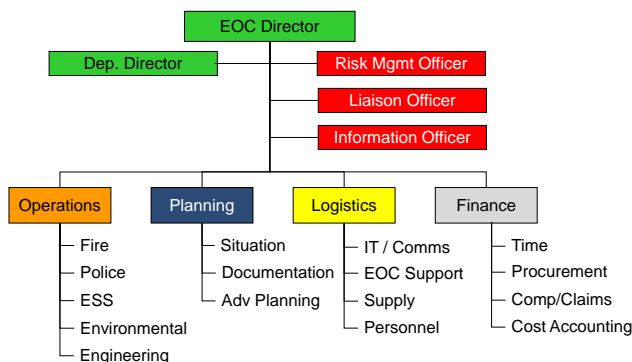 EOC Director
Dep. Director
Risk Mgmt Officer
Liaison Officer
Information Officer
Operations
Planning
Logistics
Finance
Fire
Police
ESS
Environmental
Engineering
Situation
Documentation
Adv Planning
IT / Comms
EOC Support
Supply
Personnel
Time
Procurement
Comp/Claims
Cost Accounting